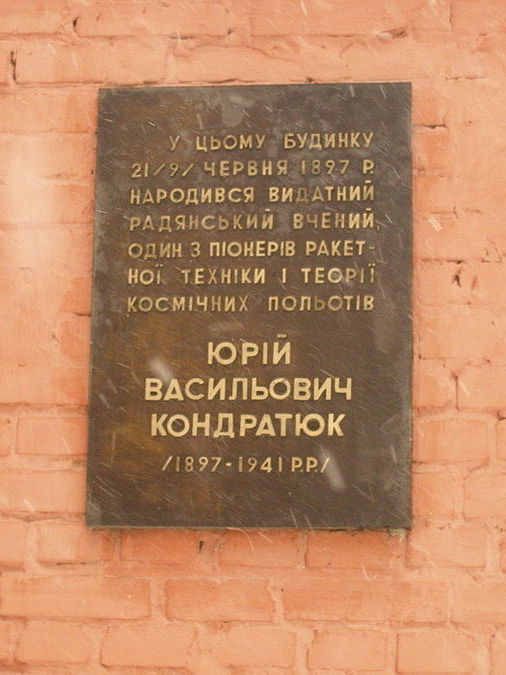 У ЦЬОМУ БУДИНКУ
21/9/ ЧЕРВНЯ 1897 Р.
НАРОДИВСЯ ВИДАТНИЙ
РАДЯНСЬКИЙ ВЧЕНИЙ,
ОДИН З ПІОНЕРІВ РАКЕТ-
НОЇ ТЕХНІКИ І ТЕОРІЇ
КОСМІЧНИХ ПОЛЬОТІВ
ЮРІЙ
ВАСИЛЬОВИЧ
КОНДРАТЮК
/1897-1941 Р.Р./